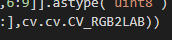 ,6:9]].astype('uint8')
:],cv.cv.CV_RGB2LAB))